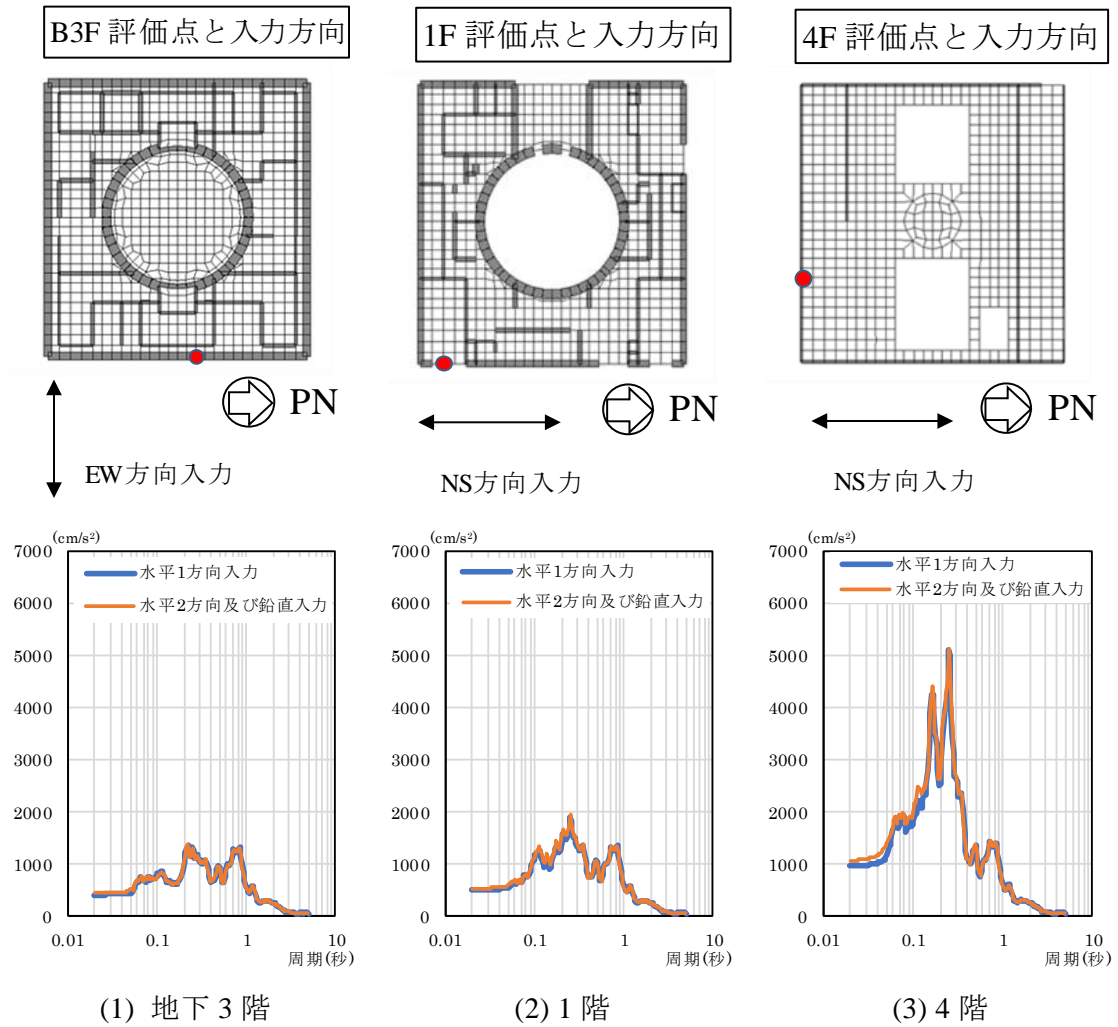 B3F 評価点と入力方向
1F 評価点と入力方向
4F 評価点と入力方向
PN
EW方向入力
PN
NS方向入力
PN
NS方向入力
(cm/s²)
7000
6000
5000
4000
3000
2000
1000
0
0.01 0.1 1 10
周期(秒)
水平1方向入力
水平2方向及び鉛直入力
(1) 地下 3 階
(cm/s²)
7000
6000
5000
4000
3000
2000
1000
0
0.01 0.1 1 10
周期(秒)
水平1方向入力
水平2方向及び鉛直入力
(2) 1 階
(cm/s²)
7000
6000
5000
4000
3000
2000
1000
0
0.01 0.1 1 10
周期(秒)
水平1方向入力
水平2方向及び鉛直入力
(3) 4 階